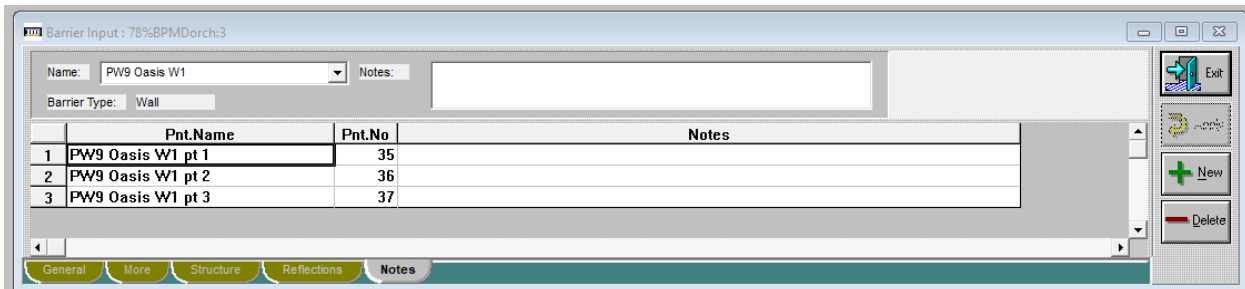 Barrier Input : 78%BPMDorch:3
Name: PW9 Oasis W1 Notes:
Barrier Type: Wall
Exit
Apply
New
Delete
Pnt.Name Pnt.No Notes
1 PW9 Oasis W1 pt 1 35
2 PW9 Oasis W1 pt 2 36
3 PW9 Oasis W1 pt 3 37
General More Structure Reflections Notes